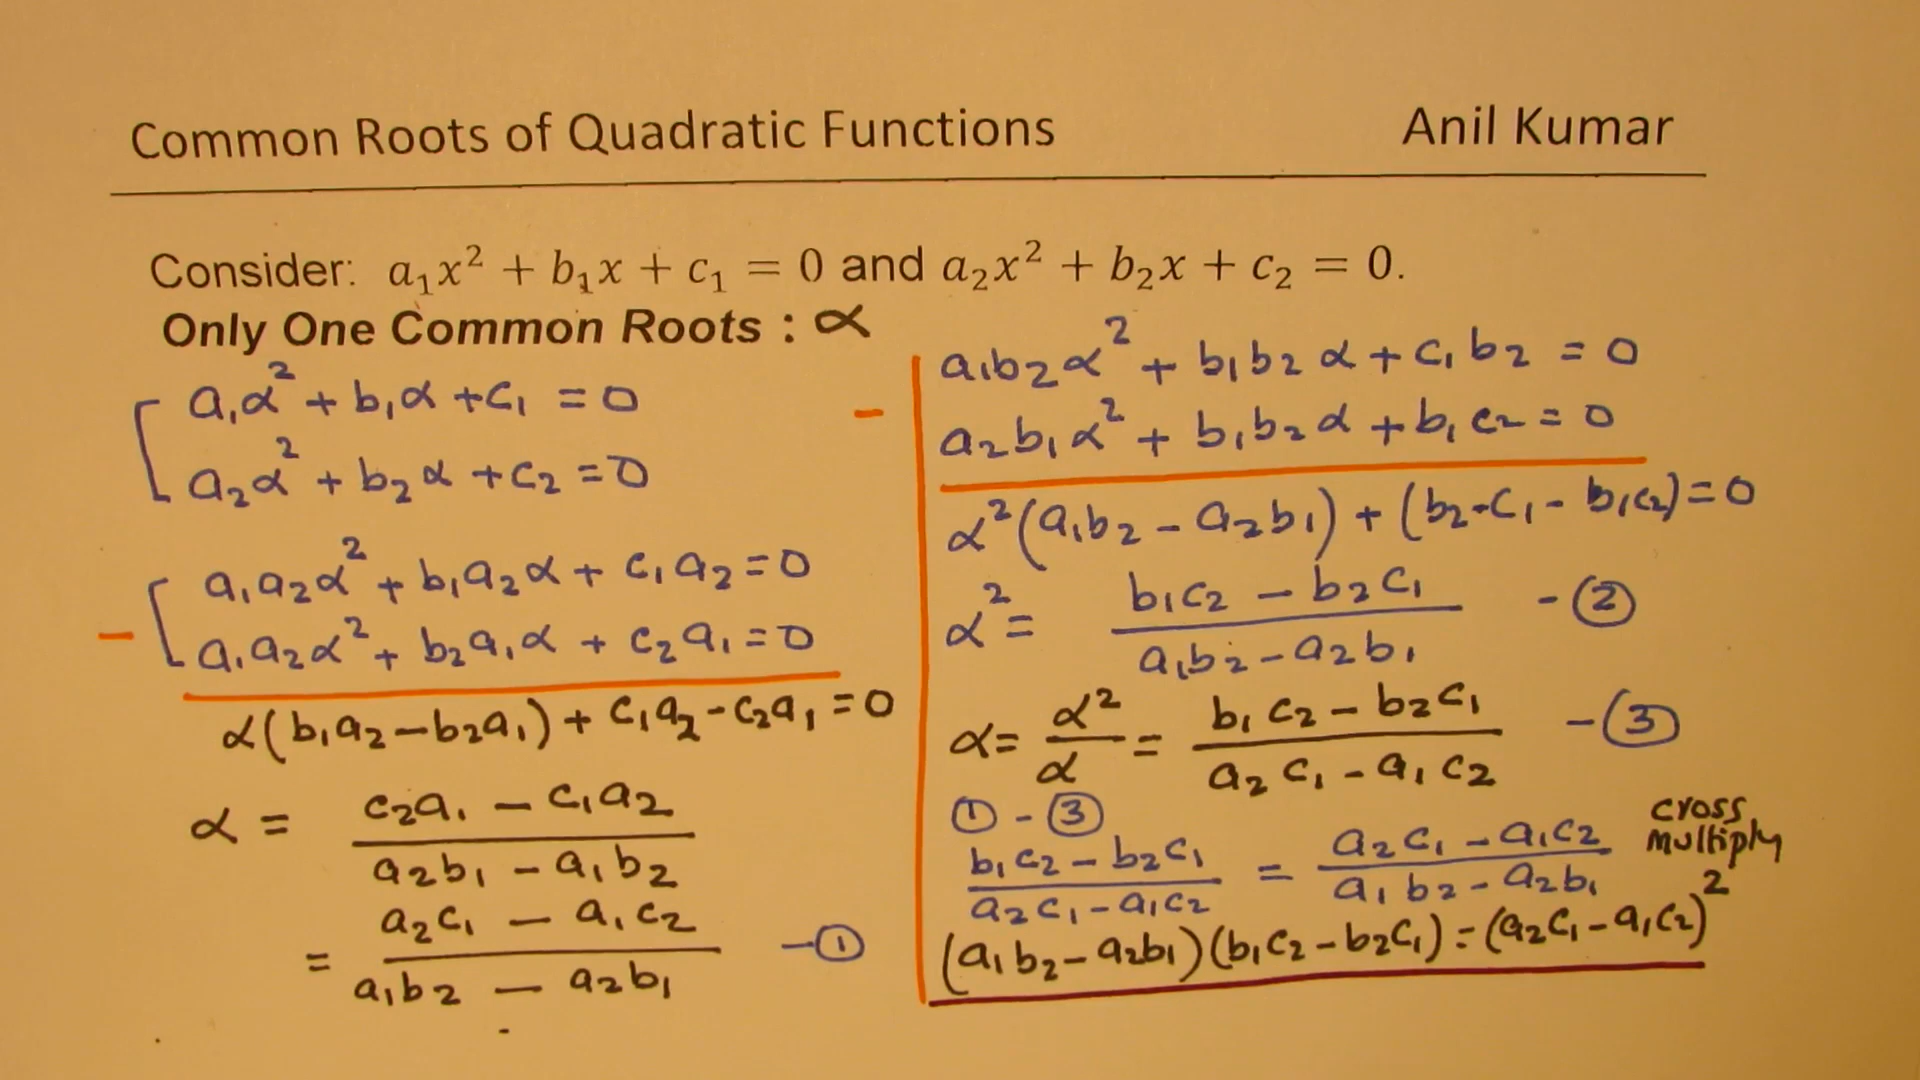 Common Roots of Quadratic Functions Anil Kumar
Consider: a₁x² + b₁x + c₁ = 0 and a₂x² + b₂x + c₂ = 0.
Only One Common Roots : α
a₁α² + b₁α + c₁ = 0
a₂α² + b₂α + c₂ = 0
a₁a₂α² + b₁a₂α + c₁a₂ = 0
− a₁a₂α² + b₂a₁α + c₂a₁ = 0
α(b₁a₂ − b₂a₁) + c₁a₂ − c₂a₁ = 0
α = (c₂a₁ − c₁a₂) / (a₂b₁ − a₁b₂)
= (a₂c₁ − a₁c₂) / (a₁b₂ − a₂b₁) − ①
a₁b₂α² + b₁b₂α + c₁b₂ = 0
− a₂b₁α² + b₁b₂α + b₁c₂ = 0
α²(a₁b₂ − a₂b₁) + (b₂·c₁ − b₁c₂) = 0
α² = (b₁c₂ − b₂c₁) / (a₁b₂ − a₂b₁) − ②
α = α² / α = (b₁c₂ − b₂c₁) / (a₂c₁ − a₁c₂) − ③
① − ③
(b₁c₂ − b₂c₁) / (a₂c₁ − a₁c₂) = (a₂c₁ − a₁c₂) / (a₁b₂ − a₂b₁) cross multiply
(a₁b₂ − a₂b₁)(b₁c₂ − b₂c₁) = (a₂c₁ − a₁c₂)²